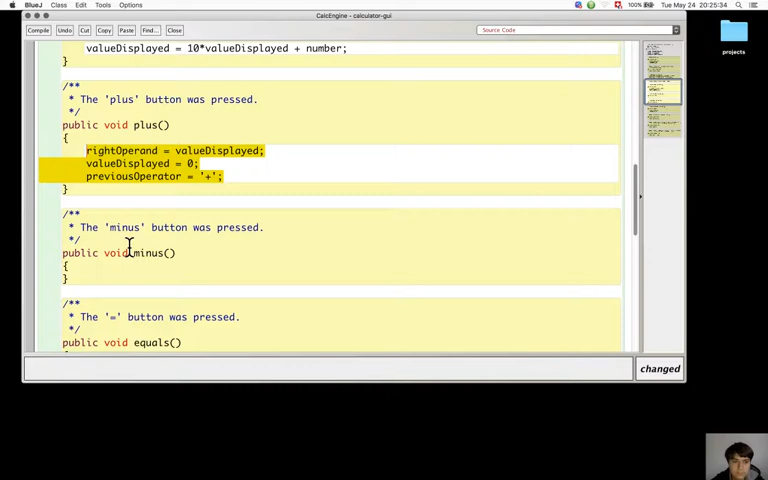 BlueJ Class Edit Tools Options 100% Tue May 24 20:25:34
CalcEngine - calculator-gui
Compile Undo Cut Copy Paste Find... Close Source Code
valueDisplayed = 10*valueDisplayed + number;
}
/**
* The 'plus' button was pressed.
*/
public void plus()
{
rightOperand = valueDisplayed;
valueDisplayed = 0;
previousOperator = '+';
}
/**
* The 'minus' button was pressed.
*/
public void minus()
{
}
/**
* The '=' button was pressed.
*/
public void equals()
changed
projects